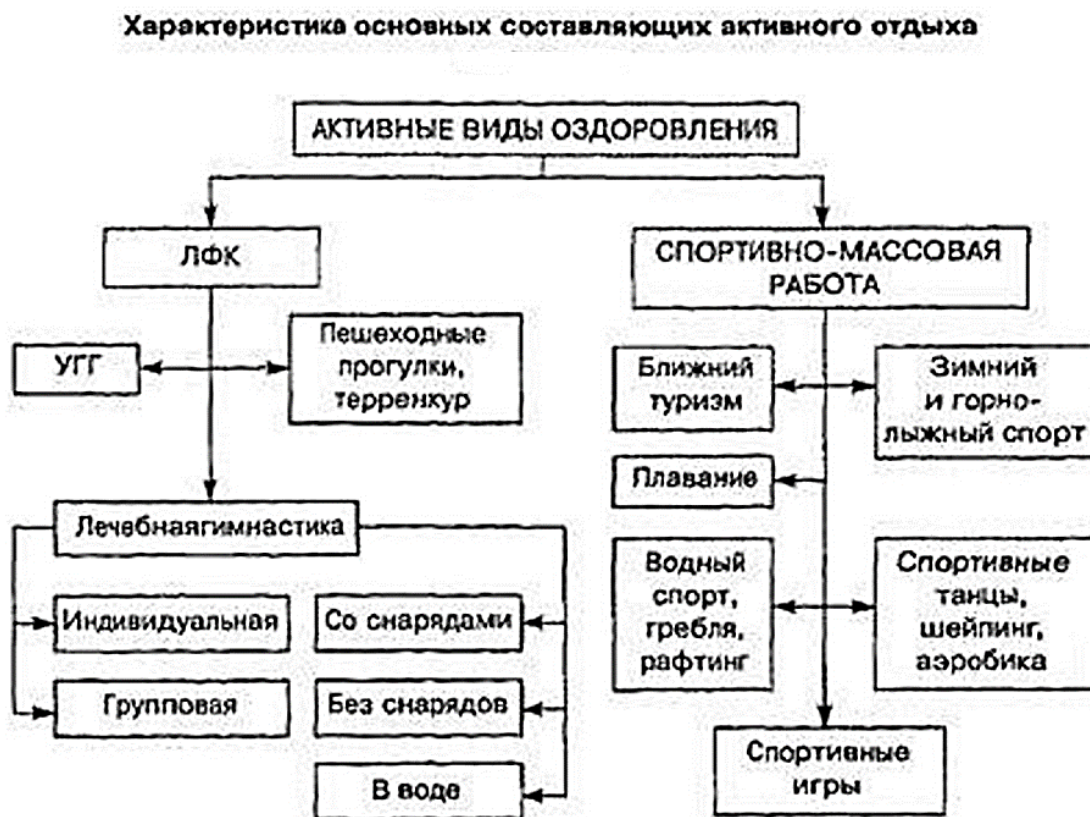 Характеристика основных составляющих активного отдыха
АКТИВНЫЕ ВИДЫ ОЗДОРОВЛЕНИЯ
ЛФК
УГГ
Пешеходные
прогулки,
терренкур
Лечебнаягимнастика
Индивидуальная
Групповая
Со снарядами
Без снарядов
В воде
СПОРТИВНО-МАССОВАЯ
РАБОТА
Ближний
туризм
Зимний
и горно-
лыжный спорт
Плавание
Водный
спорт,
гребля,
рафтинг
Спортивные
танцы,
шейпинг,
аэробика
Спортивные
игры